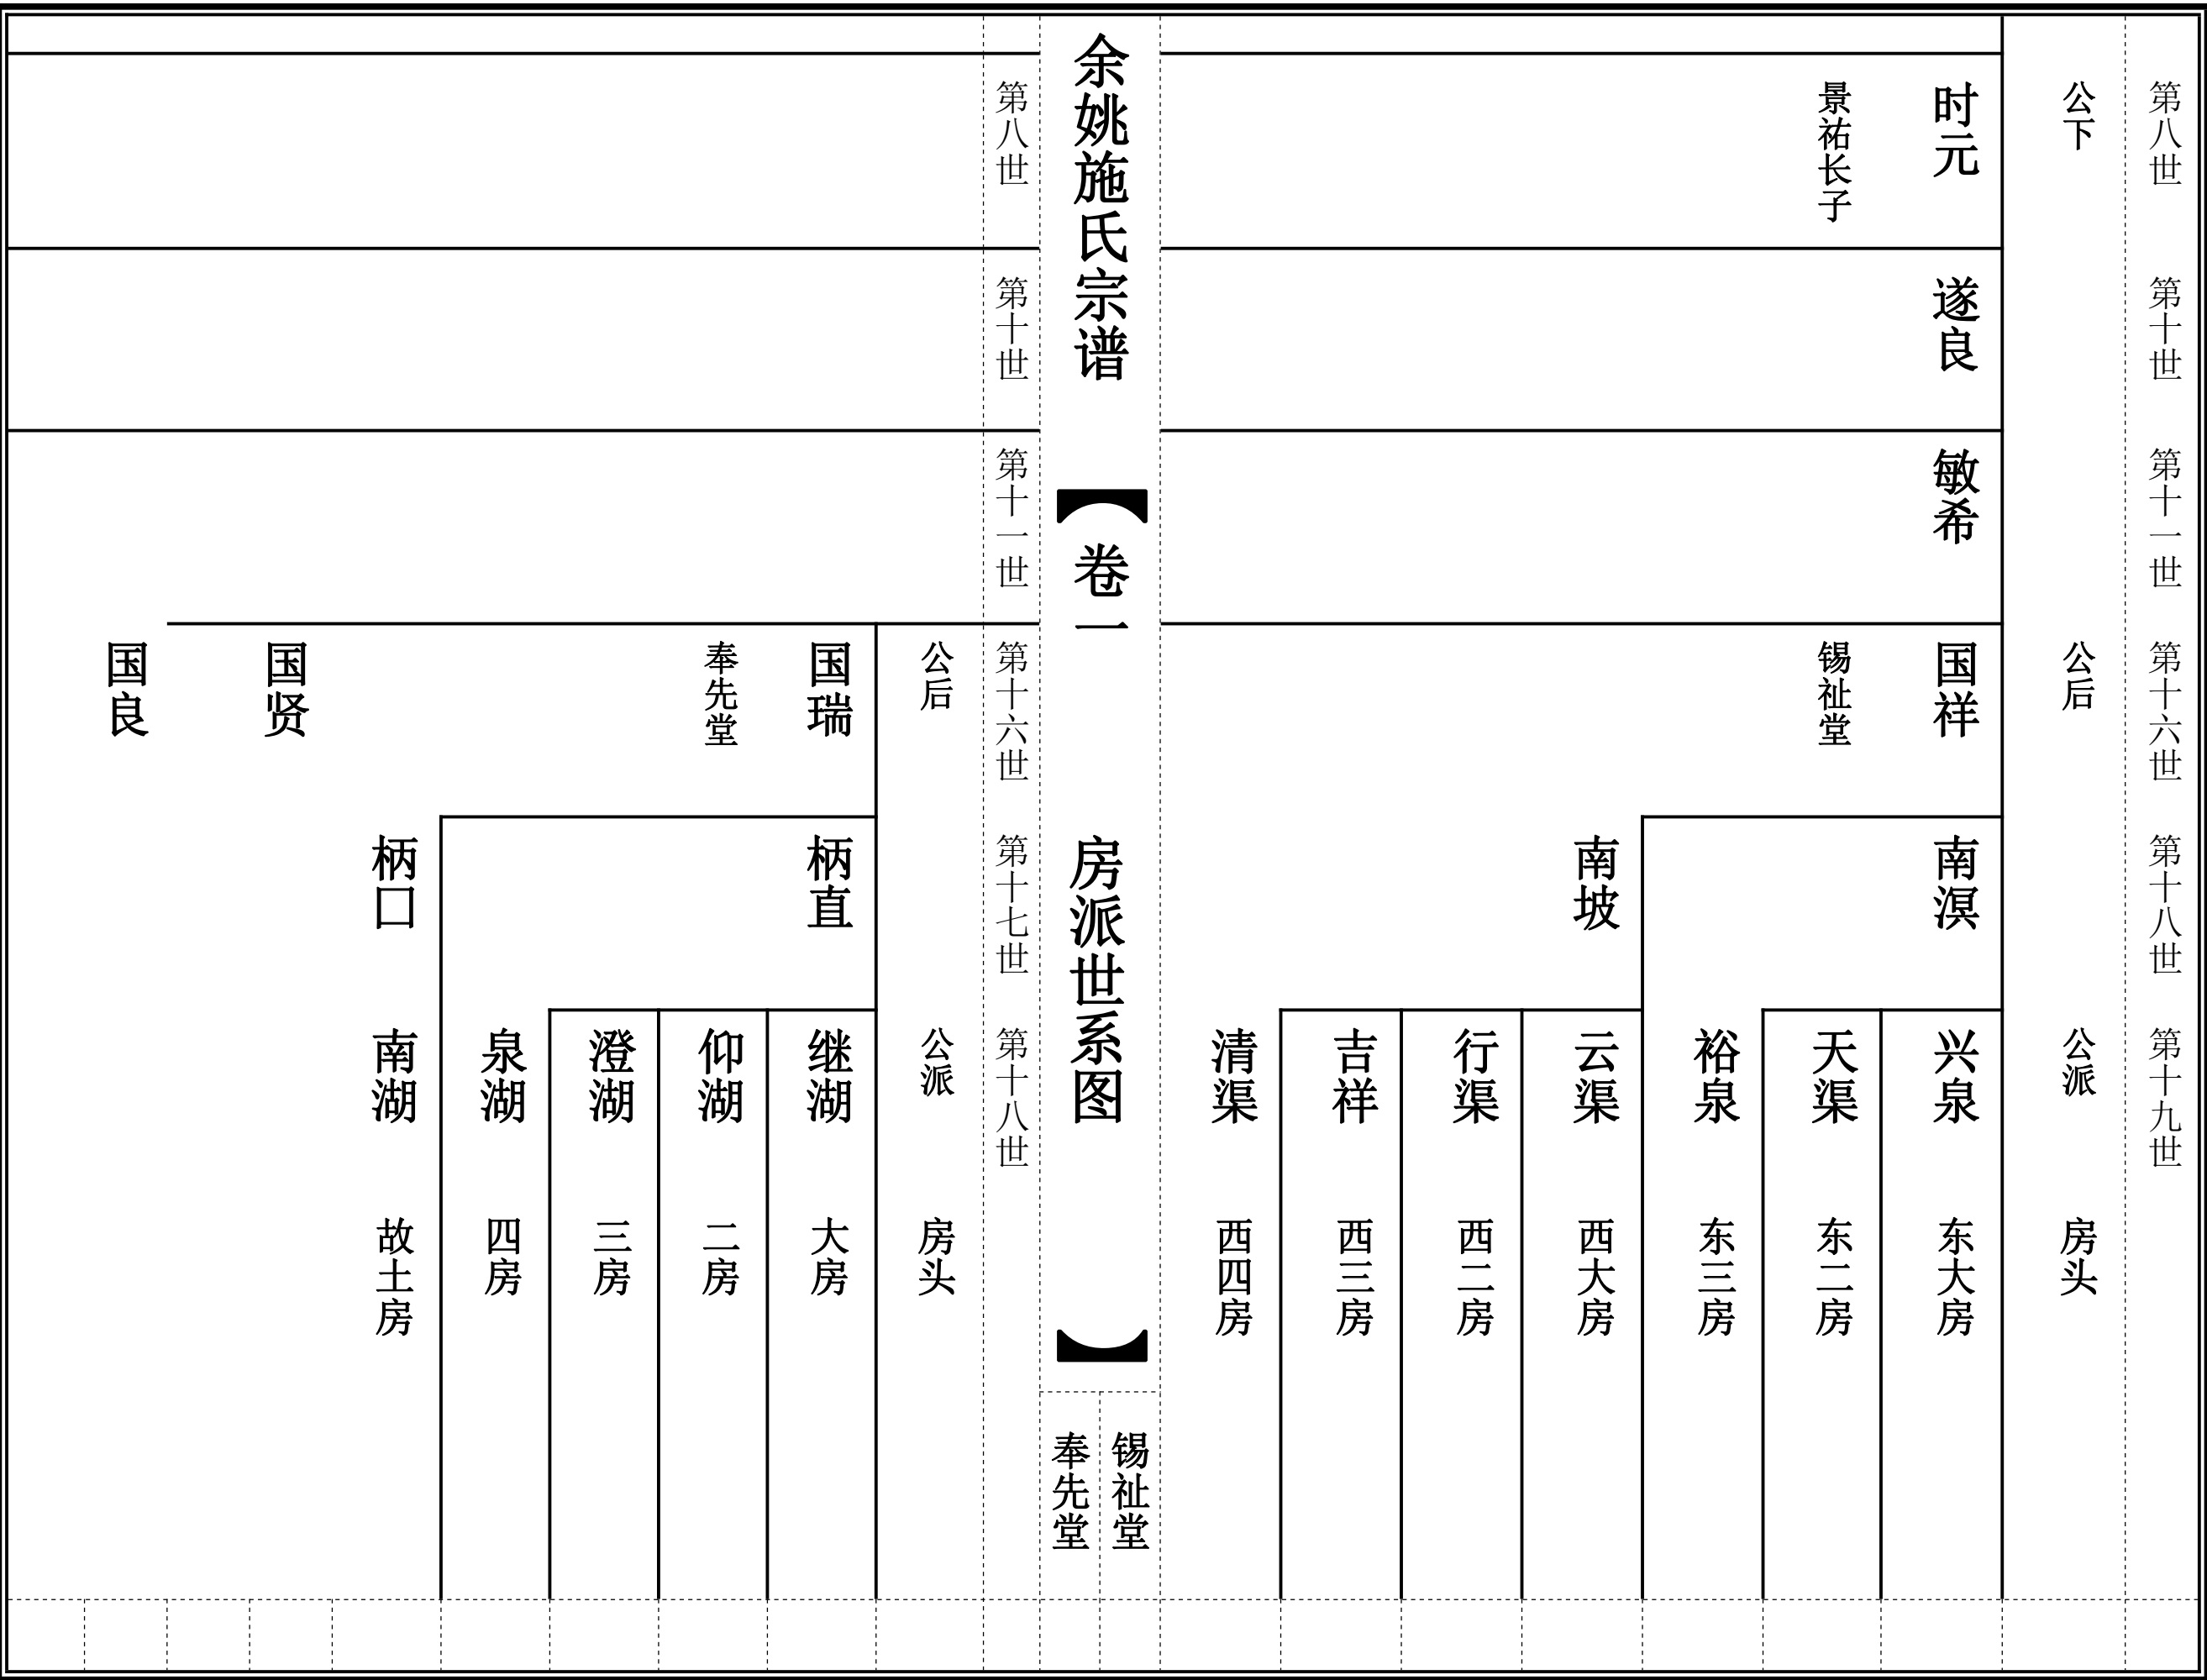 第八世
第十世
第十一世
第十六世
第十八世
第十九世
公下
公后
公派
房头
时元
遂良
敏希
国祥
南溟
兴泉
东大房
景祐长子
锡祉堂
天渠
东二房
裕泉
东三房
南坡
云渠
西大房
行渠
西二房
吉祥
西三房
清渠
西四房
余姚施氏宗谱
卷一
房派世系图
锡祉堂
奉先堂
第八世
第十世
第十一世
第十六世
第十七世
第十八世
公后
公派
房头
国瑞
柄直
继湖
大房
奉先堂
仰湖
二房
澄湖
三房
泉湖
四房
柄口
南湖
故土房
国贤
国良